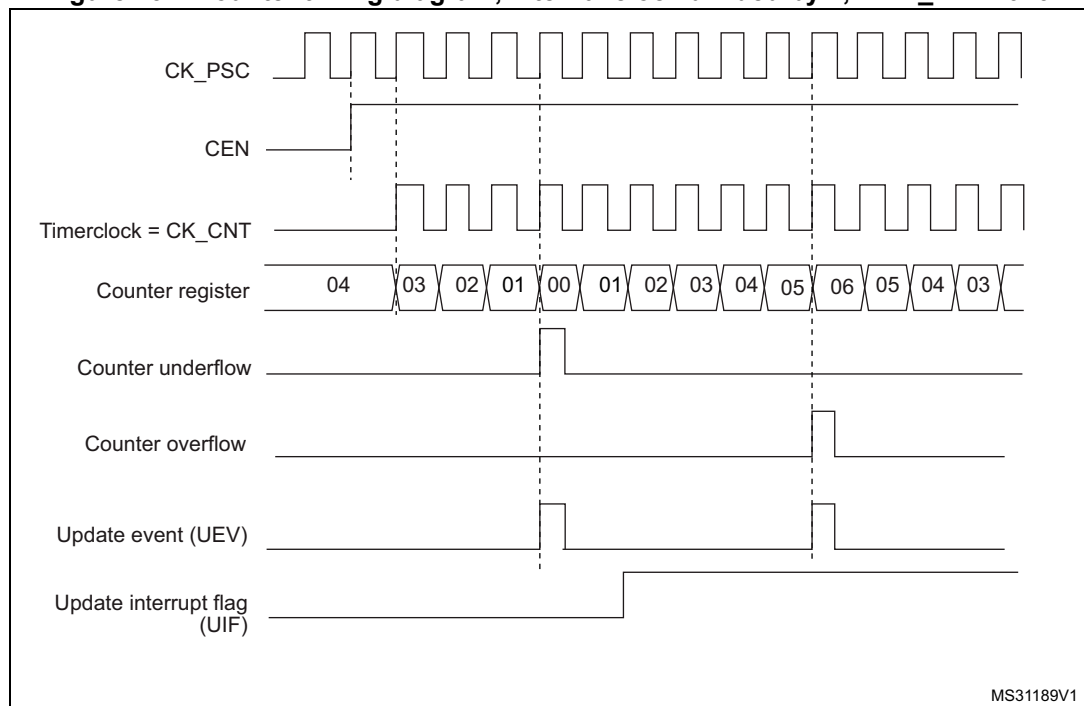 CK_PSC
CEN
Timerclock = CK_CNT
Counter register
04 03 02 01 00 01 02 03 04 05 06 05 04 03
Counter underflow
Counter overflow
Update event (UEV)
Update interrupt flag
(UIF)
MS31189V1